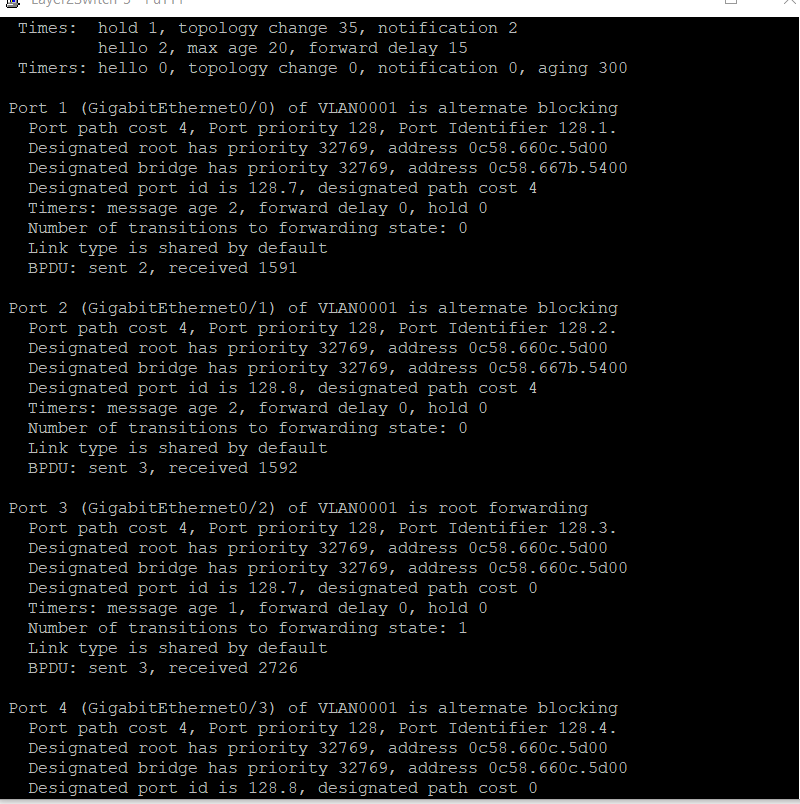 Times:  hold 1, topology change 35, notification 2
hello 2, max age 20, forward delay 15
Timers: hello 0, topology change 0, notification 0, aging 300
Port 1 (GigabitEthernet0/0) of VLAN0001 is alternate blocking
Port path cost 4, Port priority 128, Port Identifier 128.1.
Designated root has priority 32769, address 0c58.660c.5d00
Designated bridge has priority 32769, address 0c58.667b.5400
Designated port id is 128.7, designated path cost 4
Timers: message age 2, forward delay 0, hold 0
Number of transitions to forwarding state: 0
Link type is shared by default
BPDU: sent 2, received 1591
Port 2 (GigabitEthernet0/1) of VLAN0001 is alternate blocking
Port path cost 4, Port priority 128, Port Identifier 128.2.
Designated root has priority 32769, address 0c58.660c.5d00
Designated bridge has priority 32769, address 0c58.667b.5400
Designated port id is 128.8, designated path cost 4
Timers: message age 2, forward delay 0, hold 0
Number of transitions to forwarding state: 0
Link type is shared by default
BPDU: sent 3, received 1592
Port 3 (GigabitEthernet0/2) of VLAN0001 is root forwarding
Port path cost 4, Port priority 128, Port Identifier 128.3.
Designated root has priority 32769, address 0c58.660c.5d00
Designated bridge has priority 32769, address 0c58.660c.5d00
Designated port id is 128.7, designated path cost 0
Timers: message age 1, forward delay 0, hold 0
Number of transitions to forwarding state: 1
Link type is shared by default
BPDU: sent 3, received 2726
Port 4 (GigabitEthernet0/3) of VLAN0001 is alternate blocking
Port path cost 4, Port priority 128, Port Identifier 128.4.
Designated root has priority 32769, address 0c58.660c.5d00
Designated bridge has priority 32769, address 0c58.660c.5d00
Designated port id is 128.8, designated path cost 0